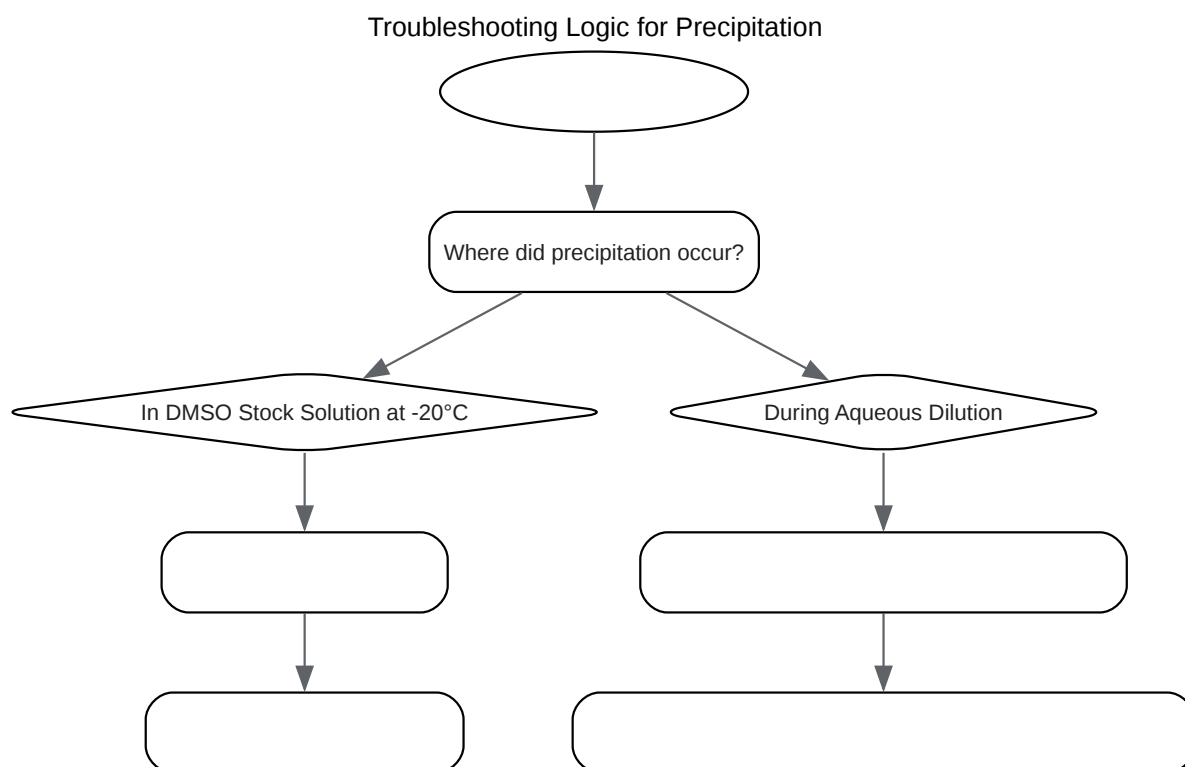 Troubleshooting Logic for Precipitation
Where did precipitation occur?
In DMSO Stock Solution at -20°C
During Aqueous Dilution